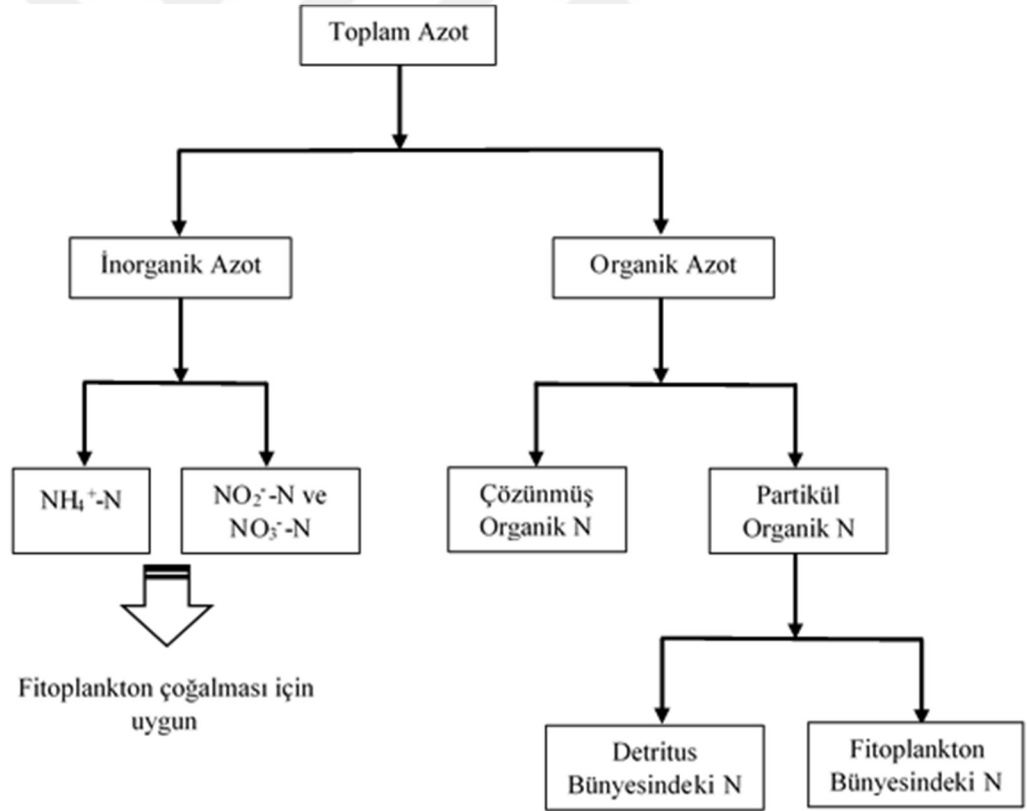 Toplam Azot
İnorganik Azot
Organik Azot
NH₄⁺-N
NO₂⁻-N ve
NO₃⁻-N
Çözünmüş
Organik N
Partikül
Organik N
Fitoplankton çoğalması için
uygun
Detritus
Bünyesindeki N
Fitoplankton
Bünyesindeki N